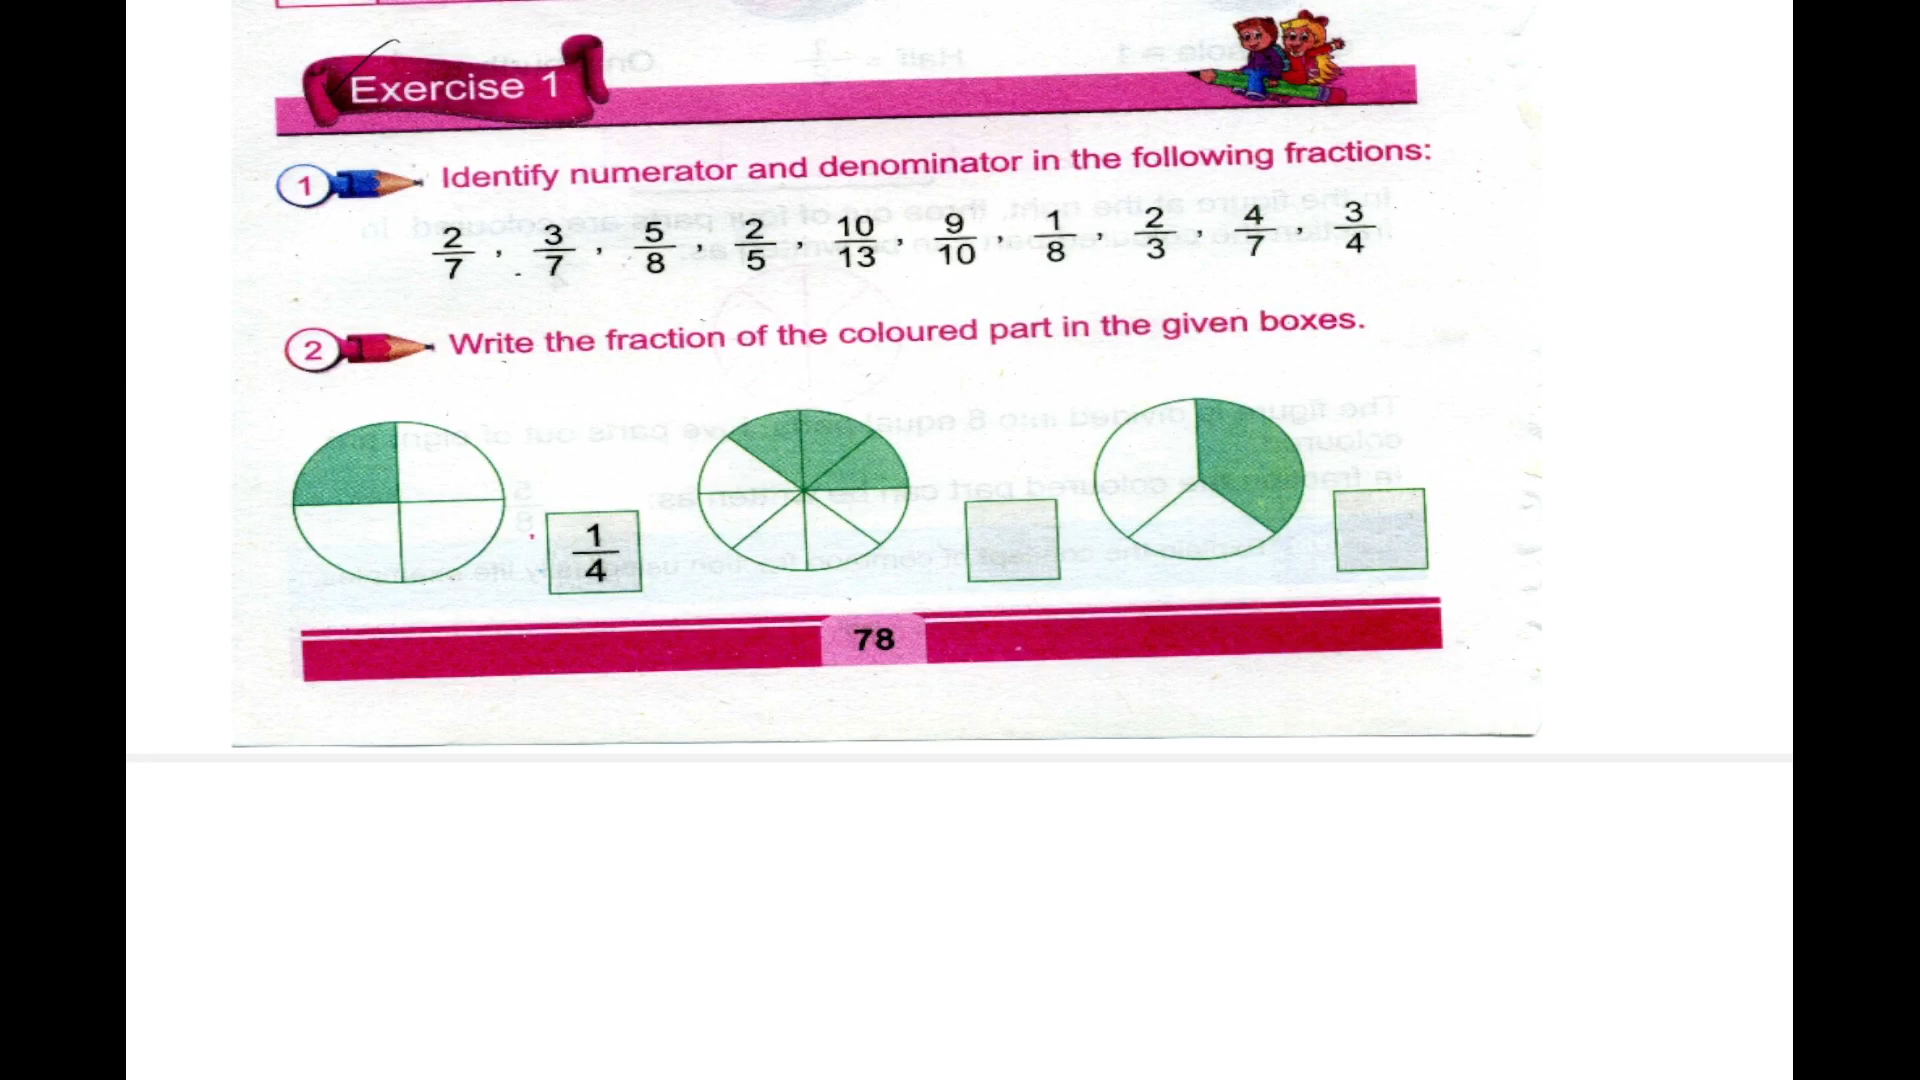 Exercise 1
1 Identify numerator and denominator in the following fractions:
2/7 , 3/7 , 5/8 , 2/5 , 10/13 , 9/10 , 1/8 , 2/3 , 4/7 , 3/4
2 Write the fraction of the coloured part in the given boxes.
1/4
78